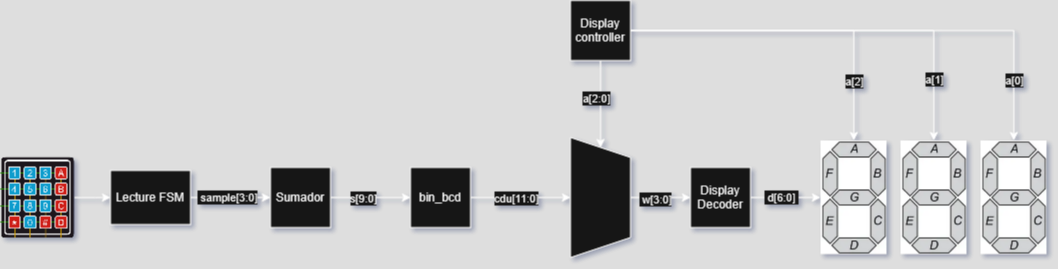 Display
controller
a[2:0]
a[2]
a[1]
a[0]
1 2 3 A
4 5 6 B
7 8 9 C
* 0 # D
Lecture FSM
sample[3:0]
Sumador
s[9:0]
bin_bcd
cdu[11:0]
w[3:0]
Display
Decoder
d[6:0]
A
F B
G
E C
D
A
F B
G
E C
D
A
F B
G
E C
D